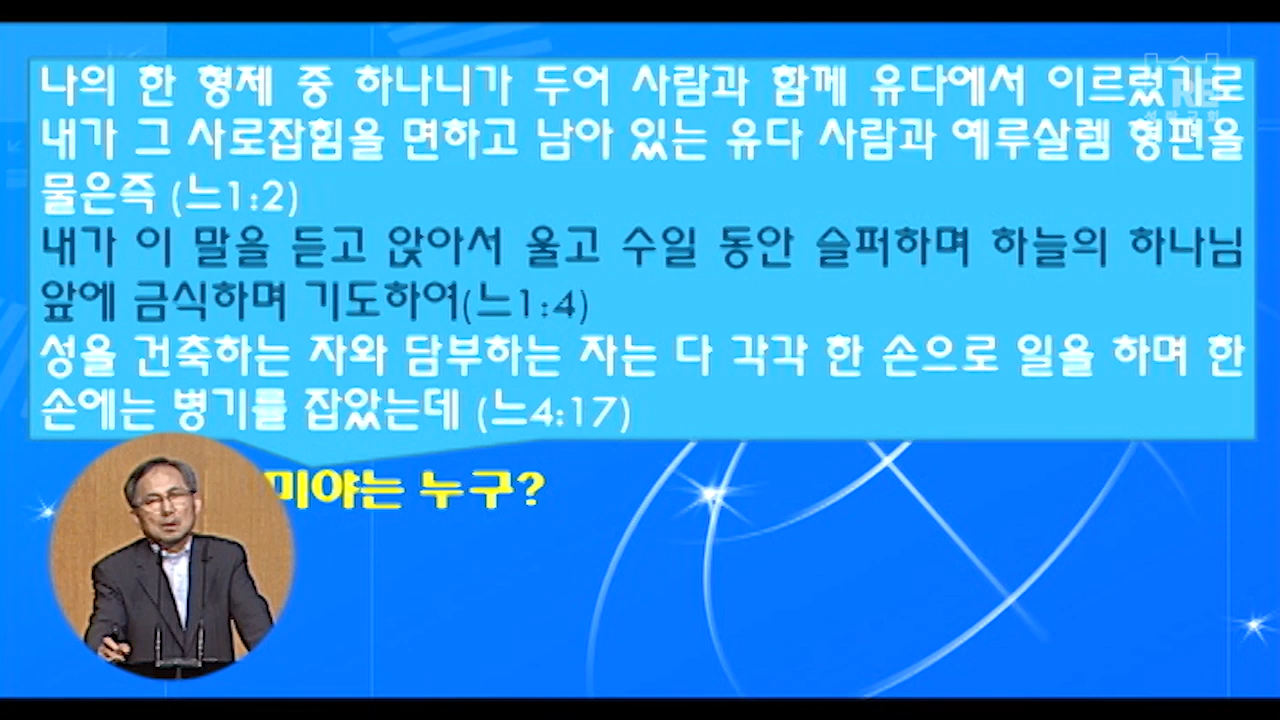 나의 한 형제 중 하나니가 두어 사람과 함께 유다에서 이르렀기로
내가 그 사로잡힘을 면하고 남아 있는 유다 사람과 예루살렘 형편을
물은즉 (느1:2)
내가 이 말을 듣고 앉아서 울고 수일 동안 슬퍼하며 하늘의 하나님
앞에 금식하며 기도하여(느1:4)
성을 건축하는 자와 담부하는 자는 다 각각 한 손으로 일을 하며 한
손에는 병기를 잡았는데 (느4:17)
미야는 누구?
RE